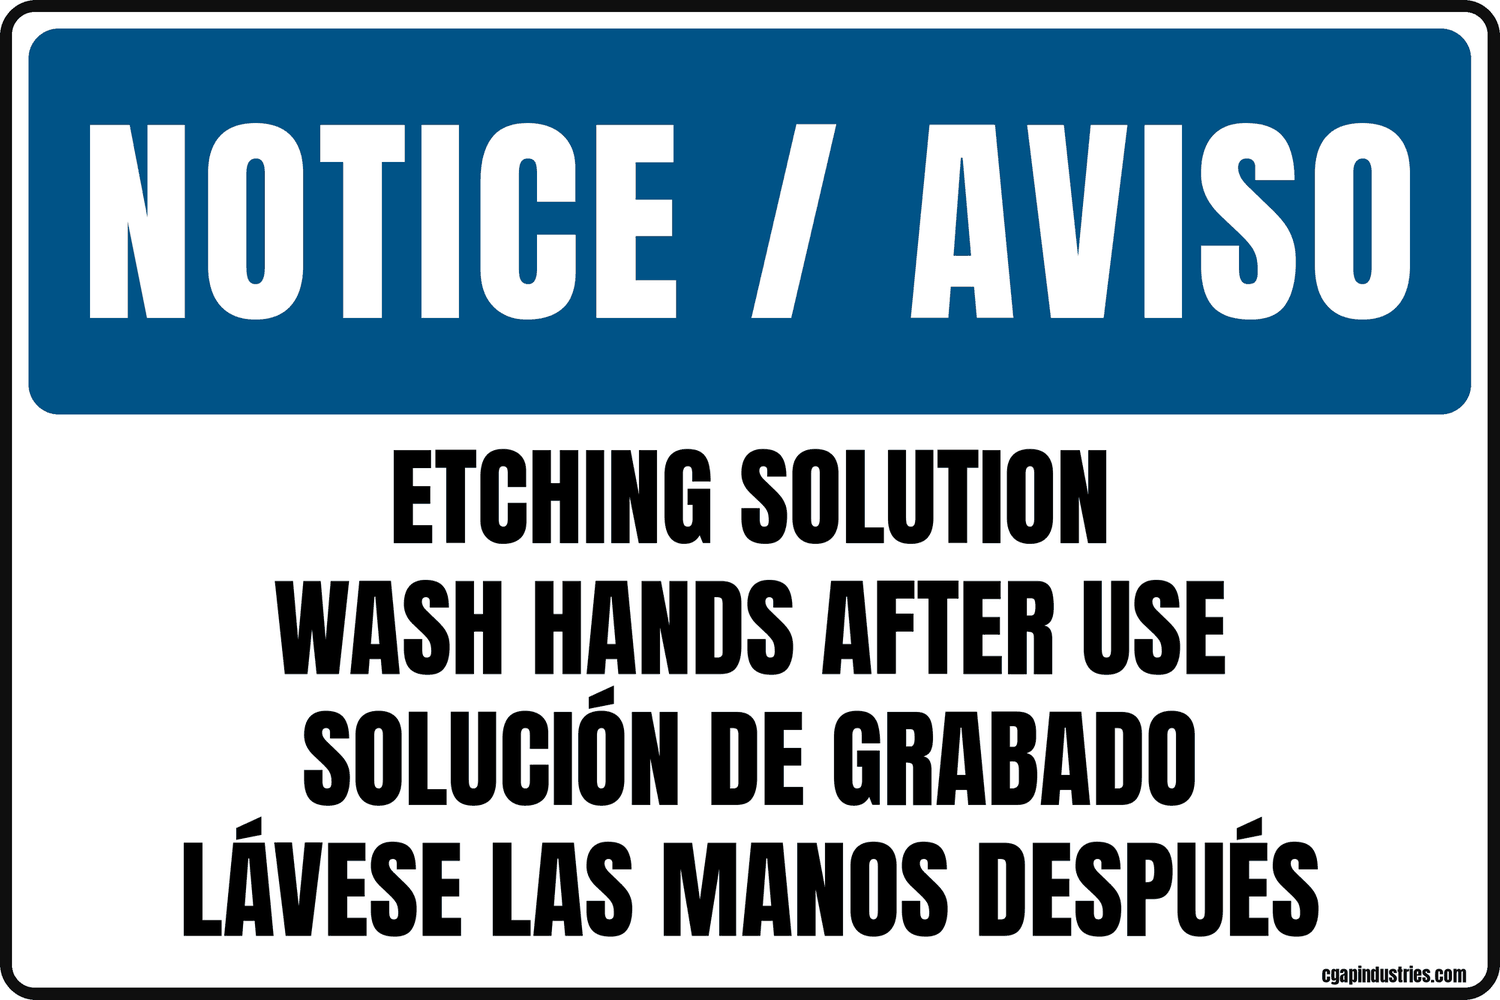 NOTICE / AVISO
ETCHING SOLUTION
WASH HANDS AFTER USE
SOLUCIÓN DE GRABADO
LÁVESE LAS MANOS DESPUÉS
cgapindustries.com